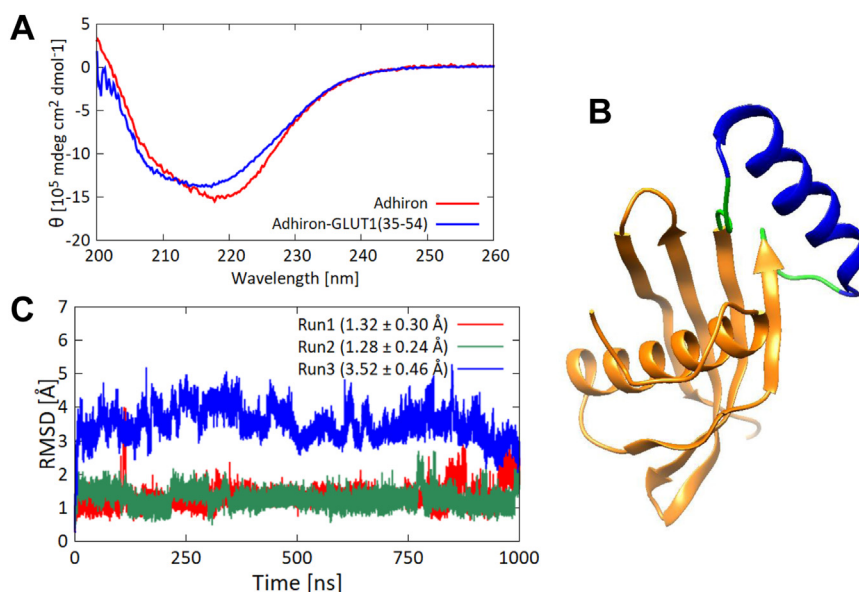 A
5
0
-5
-10
-15
-20
θ [10⁵ mdeg cm² dmol⁻¹]
Adhiron
Adhiron-GLUT1(35-54)
200 210 220 230 240 250 260
Wavelength [nm]
B
C
7
6
5
4
3
2
1
0
RMSD [Å]
Run1 (1.32 ± 0.30 Å)
Run2 (1.28 ± 0.24 Å)
Run3 (3.52 ± 0.46 Å)
0 250 500 750 1000
Time [ns]